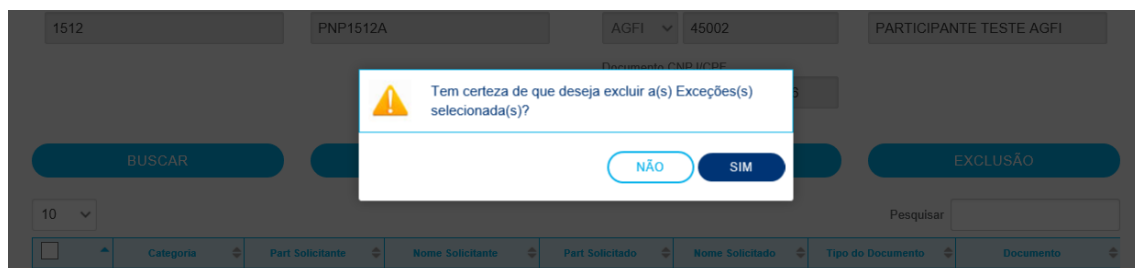 1512 PNP1512A AGFI 45002 PARTICIPANTE TESTE AGFI
Documento CNPJ/CPF
Tem certeza de que deseja excluir a(s) Exceções(s)
selecionada(s)?
NÃO SIM
BUSCAR EXCLUSÃO
10 Pesquisar
Categoria Part Solicitante Nome Solicitante Part Solicitado Nome Solicitado Tipo do Documento Documento